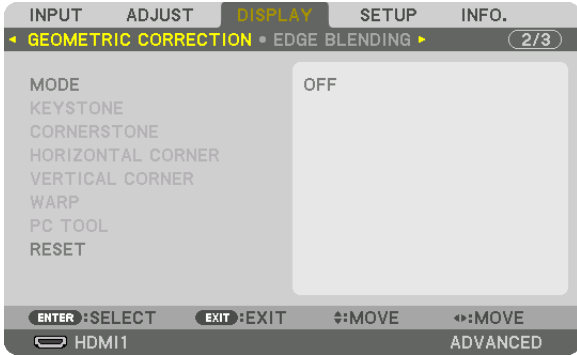 INPUT ADJUST DISPLAY SETUP INFO.
GEOMETRIC CORRECTION • EDGE BLENDING 2/3
MODE OFF
KEYSTONE
CORNERSTONE
HORIZONTAL CORNER
VERTICAL CORNER
WARP
PC TOOL
RESET
ENTER :SELECT EXIT :EXIT :MOVE :MOVE
HDMI1 ADVANCED